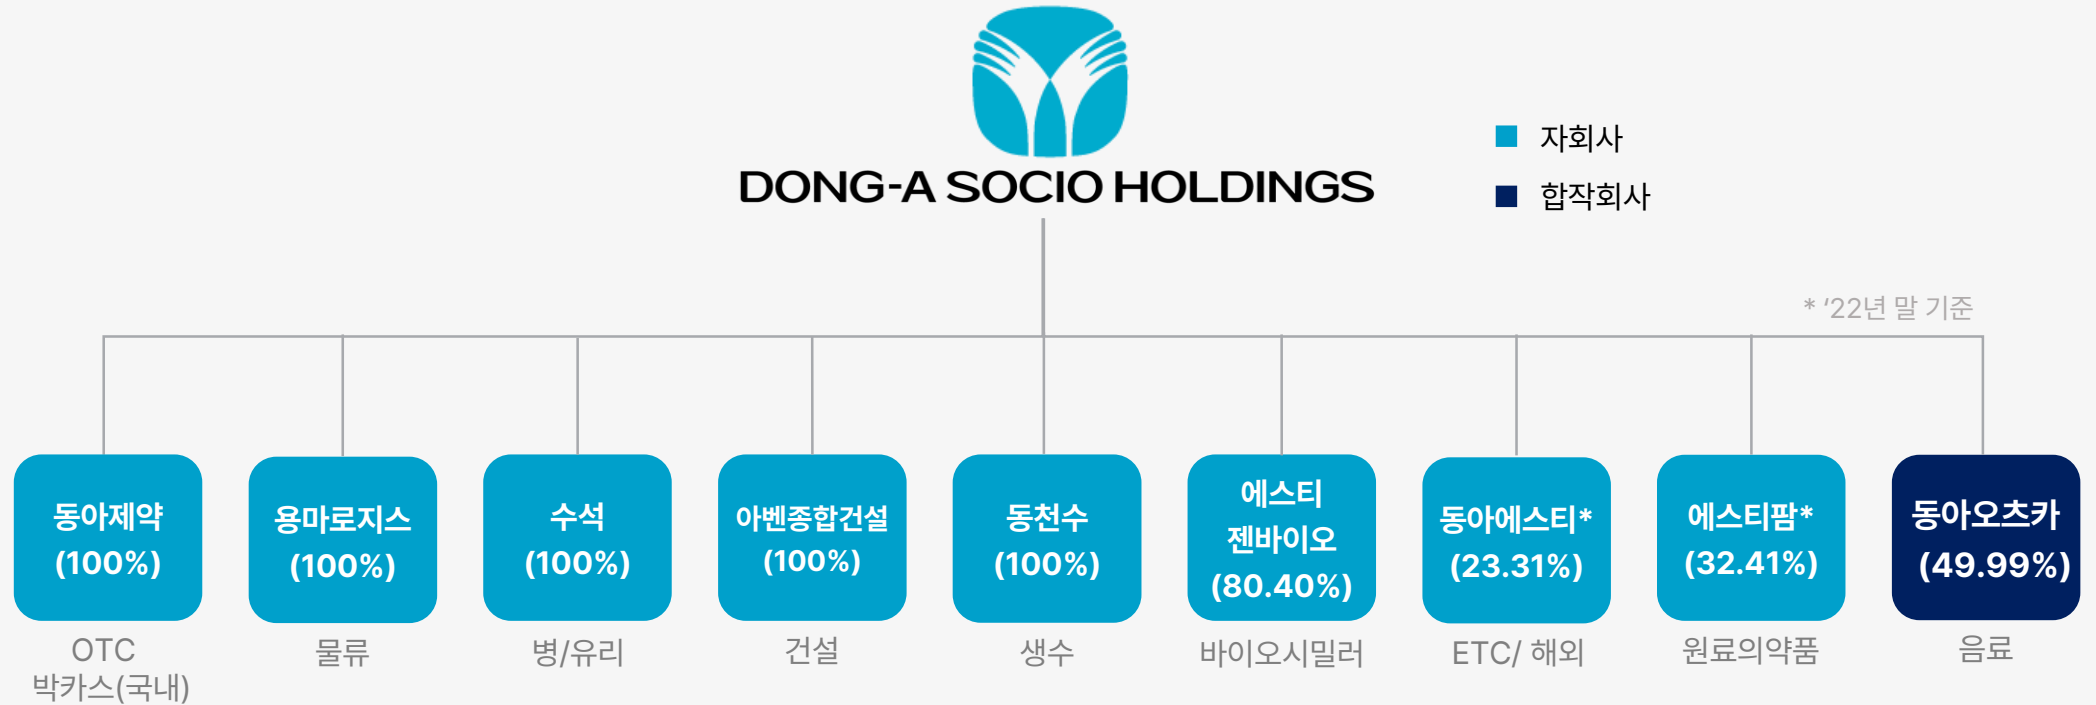 DONG-A SOCIO HOLDINGS
자회사
합작회사
* ‘22년 말 기준
동아제약
(100%)
OTC
박카스(국내)
용마로지스
(100%)
물류
수석
(100%)
병/유리
아벤종합건설
(100%)
건설
동천수
(100%)
생수
에스티
젠바이오
(80.40%)
바이오시밀러
동아에스티*
(23.31%)
ETC/ 해외
에스티팜*
(32.41%)
원료의약품
동아오츠카
(49.99%)
음료